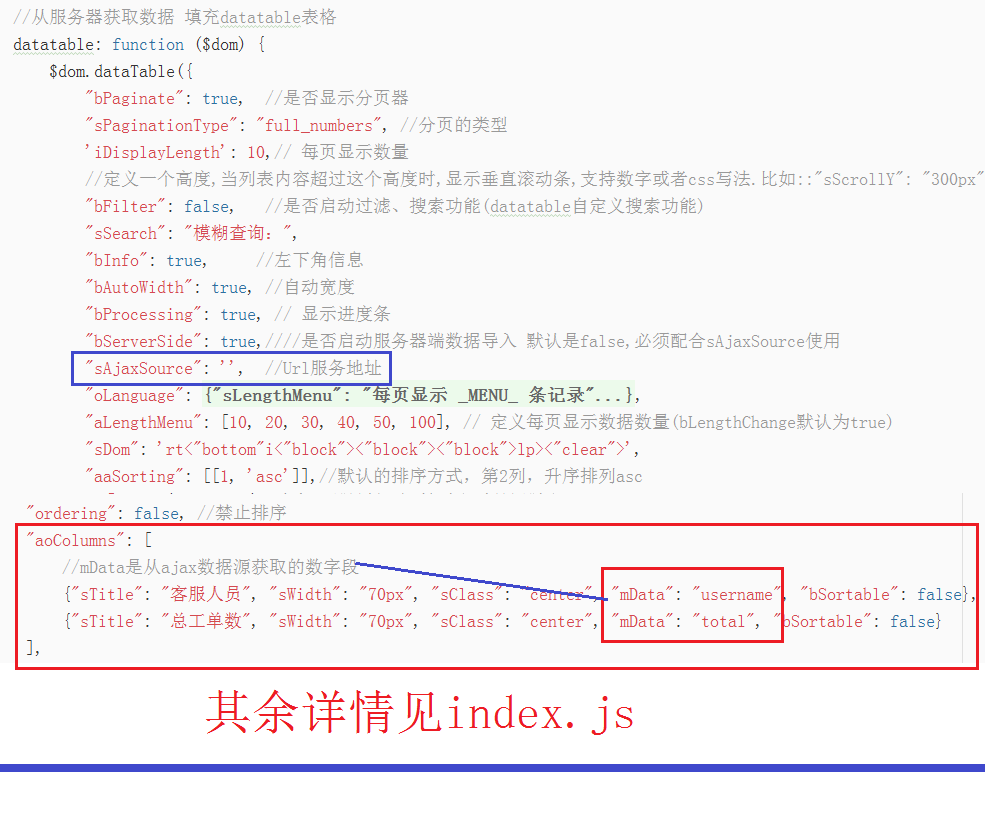 //从服务器获取数据 填充datatable表格
datatable: function ($dom) {
$dom.dataTable({
"bPaginate": true, //是否显示分页器
"sPaginationType": "full_numbers", //分页的类型
'iDisplayLength': 10,// 每页显示数量
//定义一个高度,当列表内容超过这个高度时,显示垂直滚动条,支持数字或者css写法.比如::"sScrollY": "300px"
"bFilter": false, //是否启动过滤、搜索功能(datatable自定义搜索功能)
"sSearch": "模糊查询：",
"bInfo": true, //左下角信息
"bAutoWidth": true, //自动宽度
"bProcessing": true, // 显示进度条
"bServerSide": true,////是否启动服务器端数据导入 默认是false,必须配合sAjaxSource使用
"sAjaxSource": '', //Url服务地址
"oLanguage": {"sLengthMenu": "每页显示 _MENU_ 条记录"...},
"aLengthMenu": [10, 20, 30, 40, 50, 100], // 定义每页显示数据数量(bLengthChange默认为true)
"sDom": 'rt<"bottom"i<"block"><"block"><"block">lp><"clear">',
"aaSorting": [[1, 'asc']],//默认的排序方式，第2列，升序排列asc
"ordering": false, //禁止排序
"aoColumns": [
//mData是从ajax数据源获取的数字段
{"sTitle": "客服人员", "sWidth": "70px", "sClass": "center", "mData": "username", "bSortable": false},
{"sTitle": "总工单数", "sWidth": "70px", "sClass": "center", "mData": "total", "bSortable": false}
],
其余详情见index.js